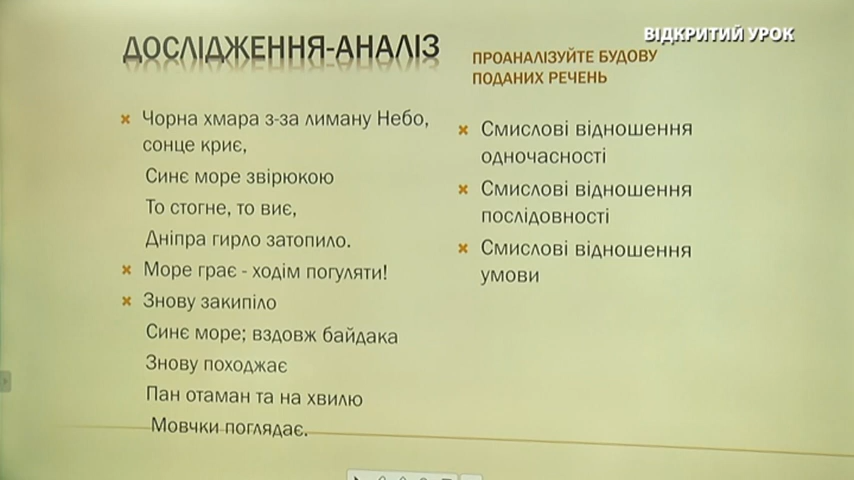 ВІДКРИТИЙ УРОК
ДОСЛІДЖЕННЯ-АНАЛІЗ
ПРОАНАЛІЗУЙТЕ БУДОВУ
ПОДАНИХ РЕЧЕНЬ
Чорна хмара з-за лиману Небо,
сонце криє,
Синє море звірюкою
То стогне, то виє,
Дніпра гирло затопило.
Море грає - ходім погуляти!
Знову закипіло
Синє море; вздовж байдака
Знову походжає
Пан отаман та на хвилю
Мовчки поглядає.
Смислові відношення
одночасності
Смислові відношення
послідовності
Смислові відношення
умови